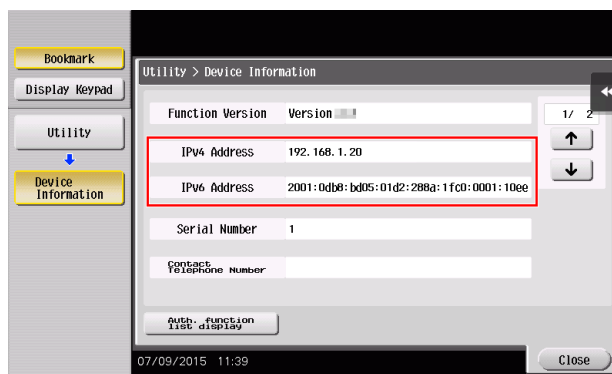 Bookmark
Display Keypad
Utility
Device
Information
Utility > Device Information
Function Version Version
1/ 2
IPv4 Address 192.168.1.20
IPv6 Address 2001:0db8:bd05:01d2:288a:1fc0:0001:10ee
Serial Number 1
Contact
Telephone Number
Auth. function
list display
07/09/2015 11:39
Close